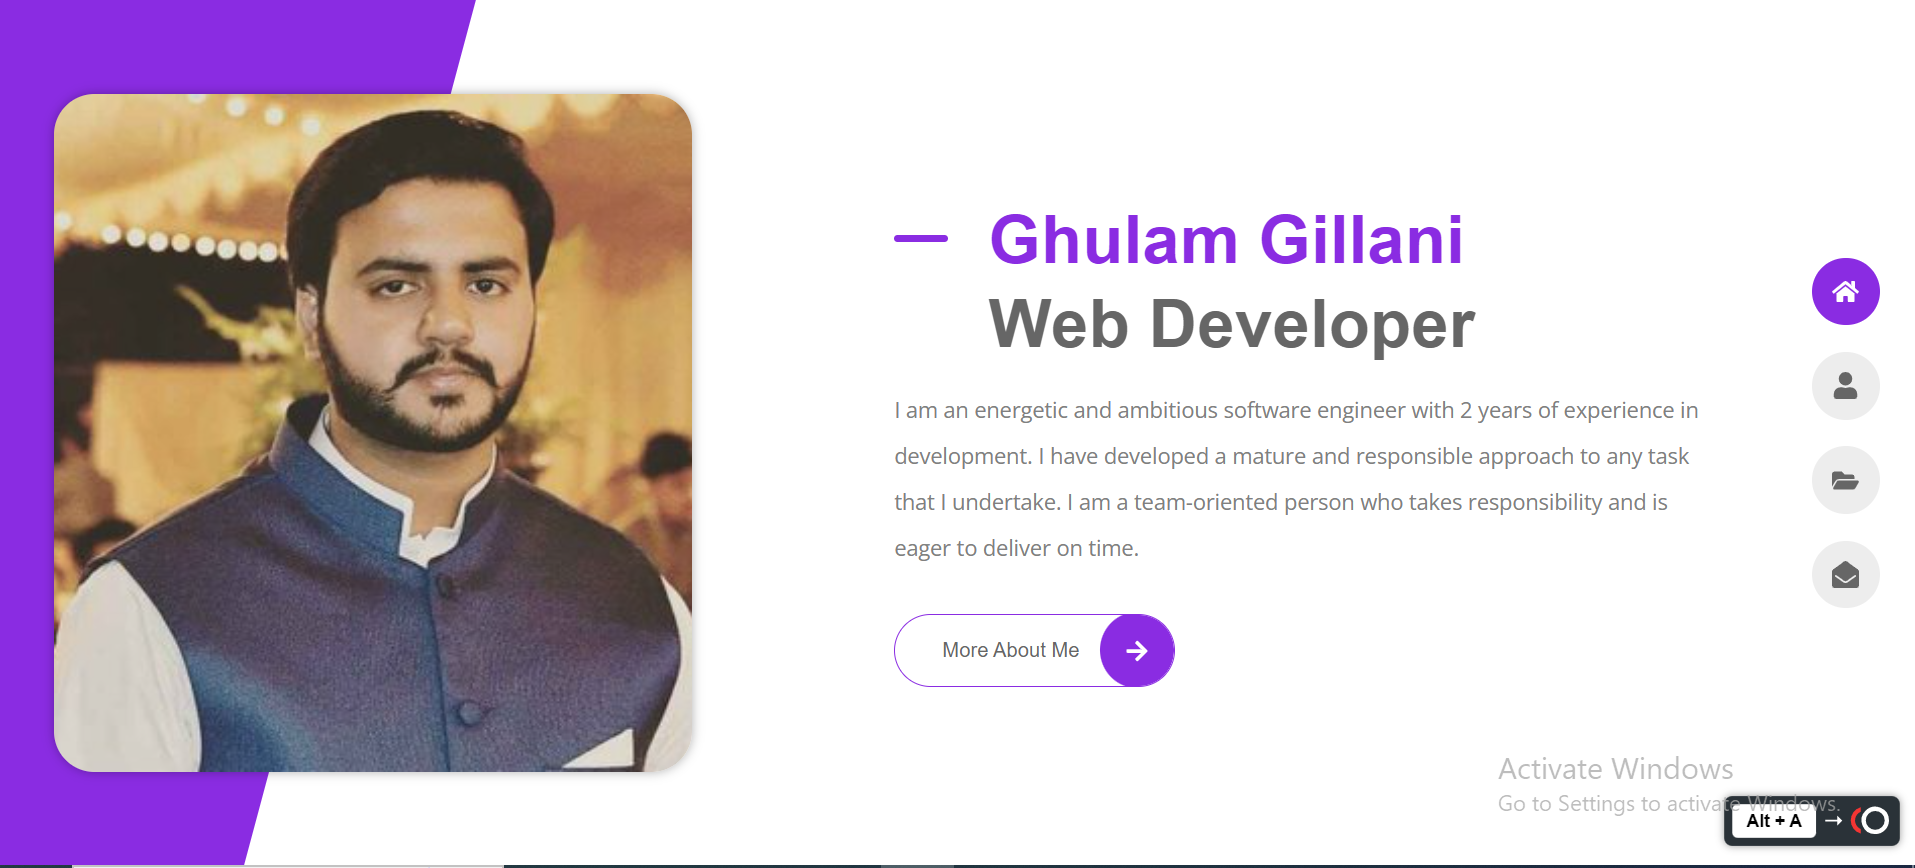 Ghulam Gillani
Web Developer
I am an energetic and ambitious software engineer with 2 years of experience in
development. I have developed a mature and responsible approach to any task
that I undertake. I am a team-oriented person who takes responsibility and is
eager to deliver on time.
More About Me
Activate Windows
Go to Settings to activate Windows.
Alt + A →